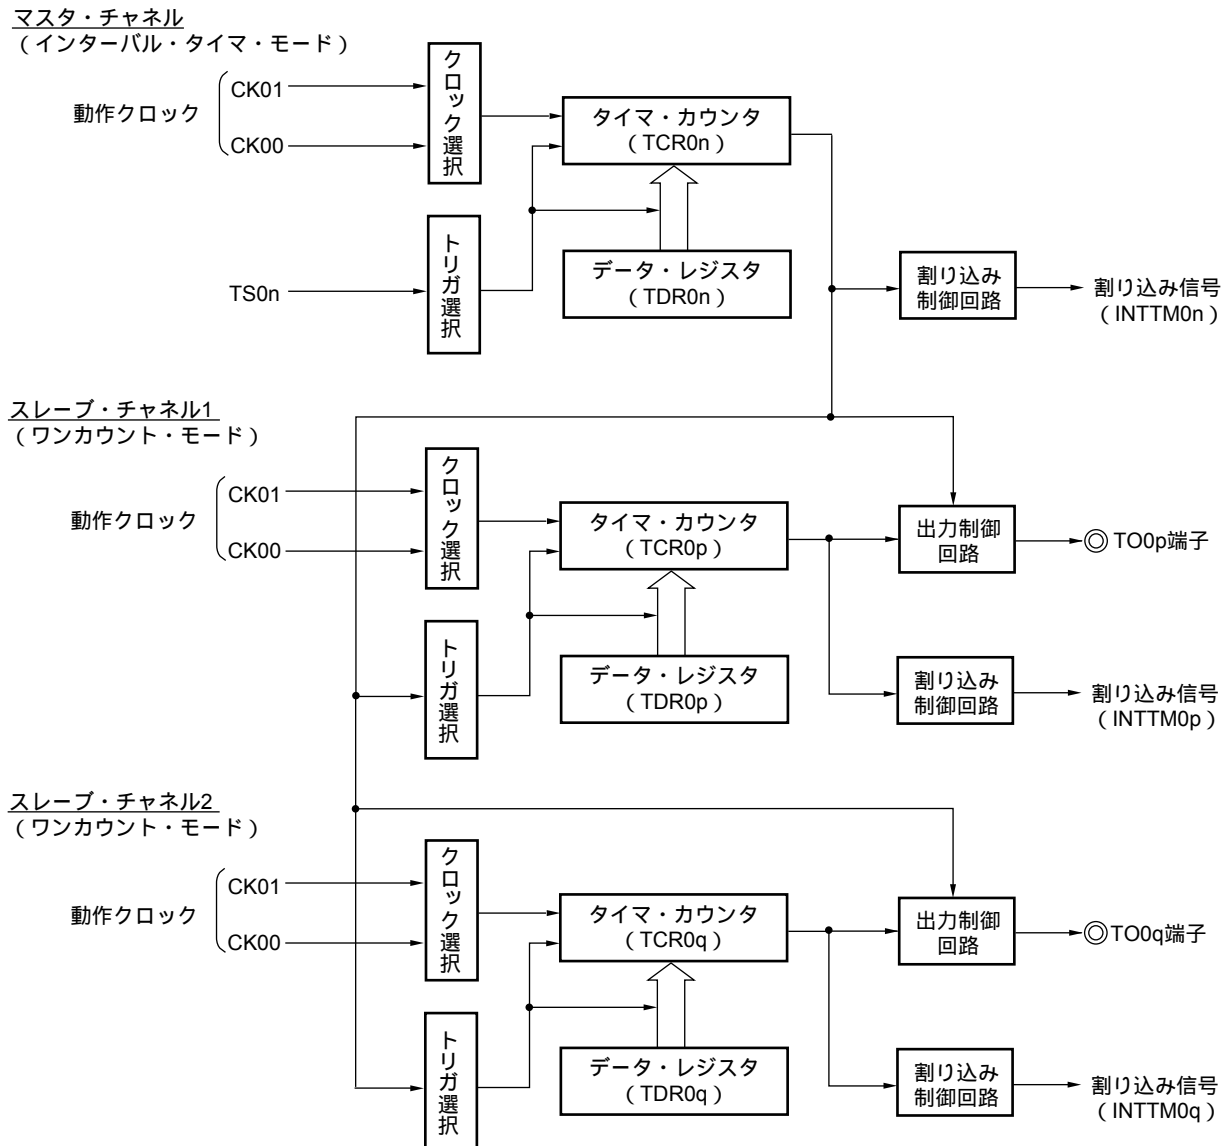 マスタ・チャネル
(インターバル・タイマ・モード)
動作クロック
CK01
CK00
クロック選択
タイマ・カウンタ
(TCR0n)
TS0n
トリガ選択
データ・レジスタ
(TDR0n)
割り込み
制御回路
割り込み信号
(INTTM0n)
スレーブ・チャネル1
(ワンカウント・モード)
動作クロック
CK01
CK00
クロック選択
タイマ・カウンタ
(TCR0p)
出力制御
回路
TO0p端子
トリガ選択
データ・レジスタ
(TDR0p)
割り込み
制御回路
割り込み信号
(INTTM0p)
スレーブ・チャネル2
(ワンカウント・モード)
動作クロック
CK01
CK00
クロック選択
タイマ・カウンタ
(TCR0q)
出力制御
回路
TO0q端子
トリガ選択
データ・レジスタ
(TDR0q)
割り込み
制御回路
割り込み信号
(INTTM0q)